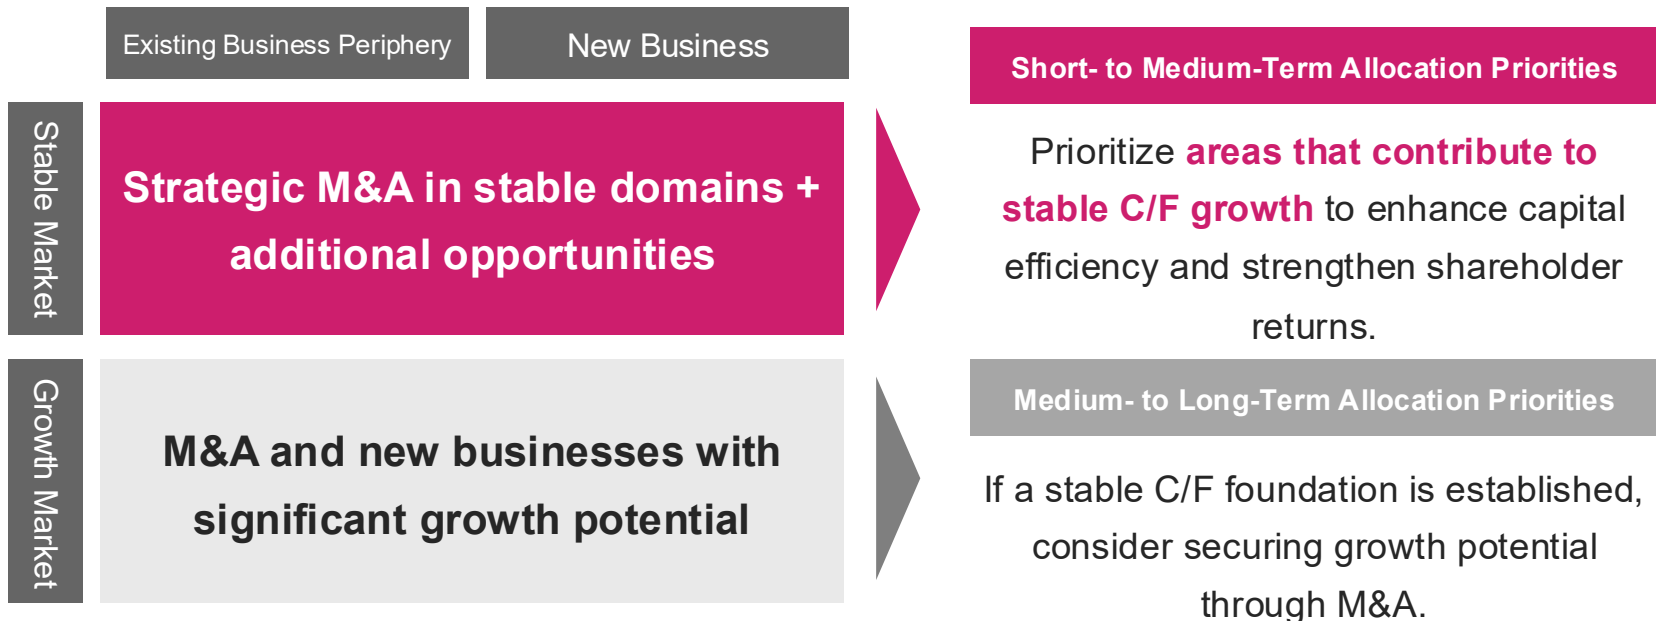 Existing Business Periphery
New Business
Short- to Medium-Term Allocation Priorities
Stable Market
Strategic M&A in stable domains +
additional opportunities
Prioritize areas that contribute to
stable C/F growth to enhance capital
efficiency and strengthen shareholder
returns.
Growth Market
M&A and new businesses with
significant growth potential
Medium- to Long-Term Allocation Priorities
If a stable C/F foundation is established,
consider securing growth potential
through M&A.